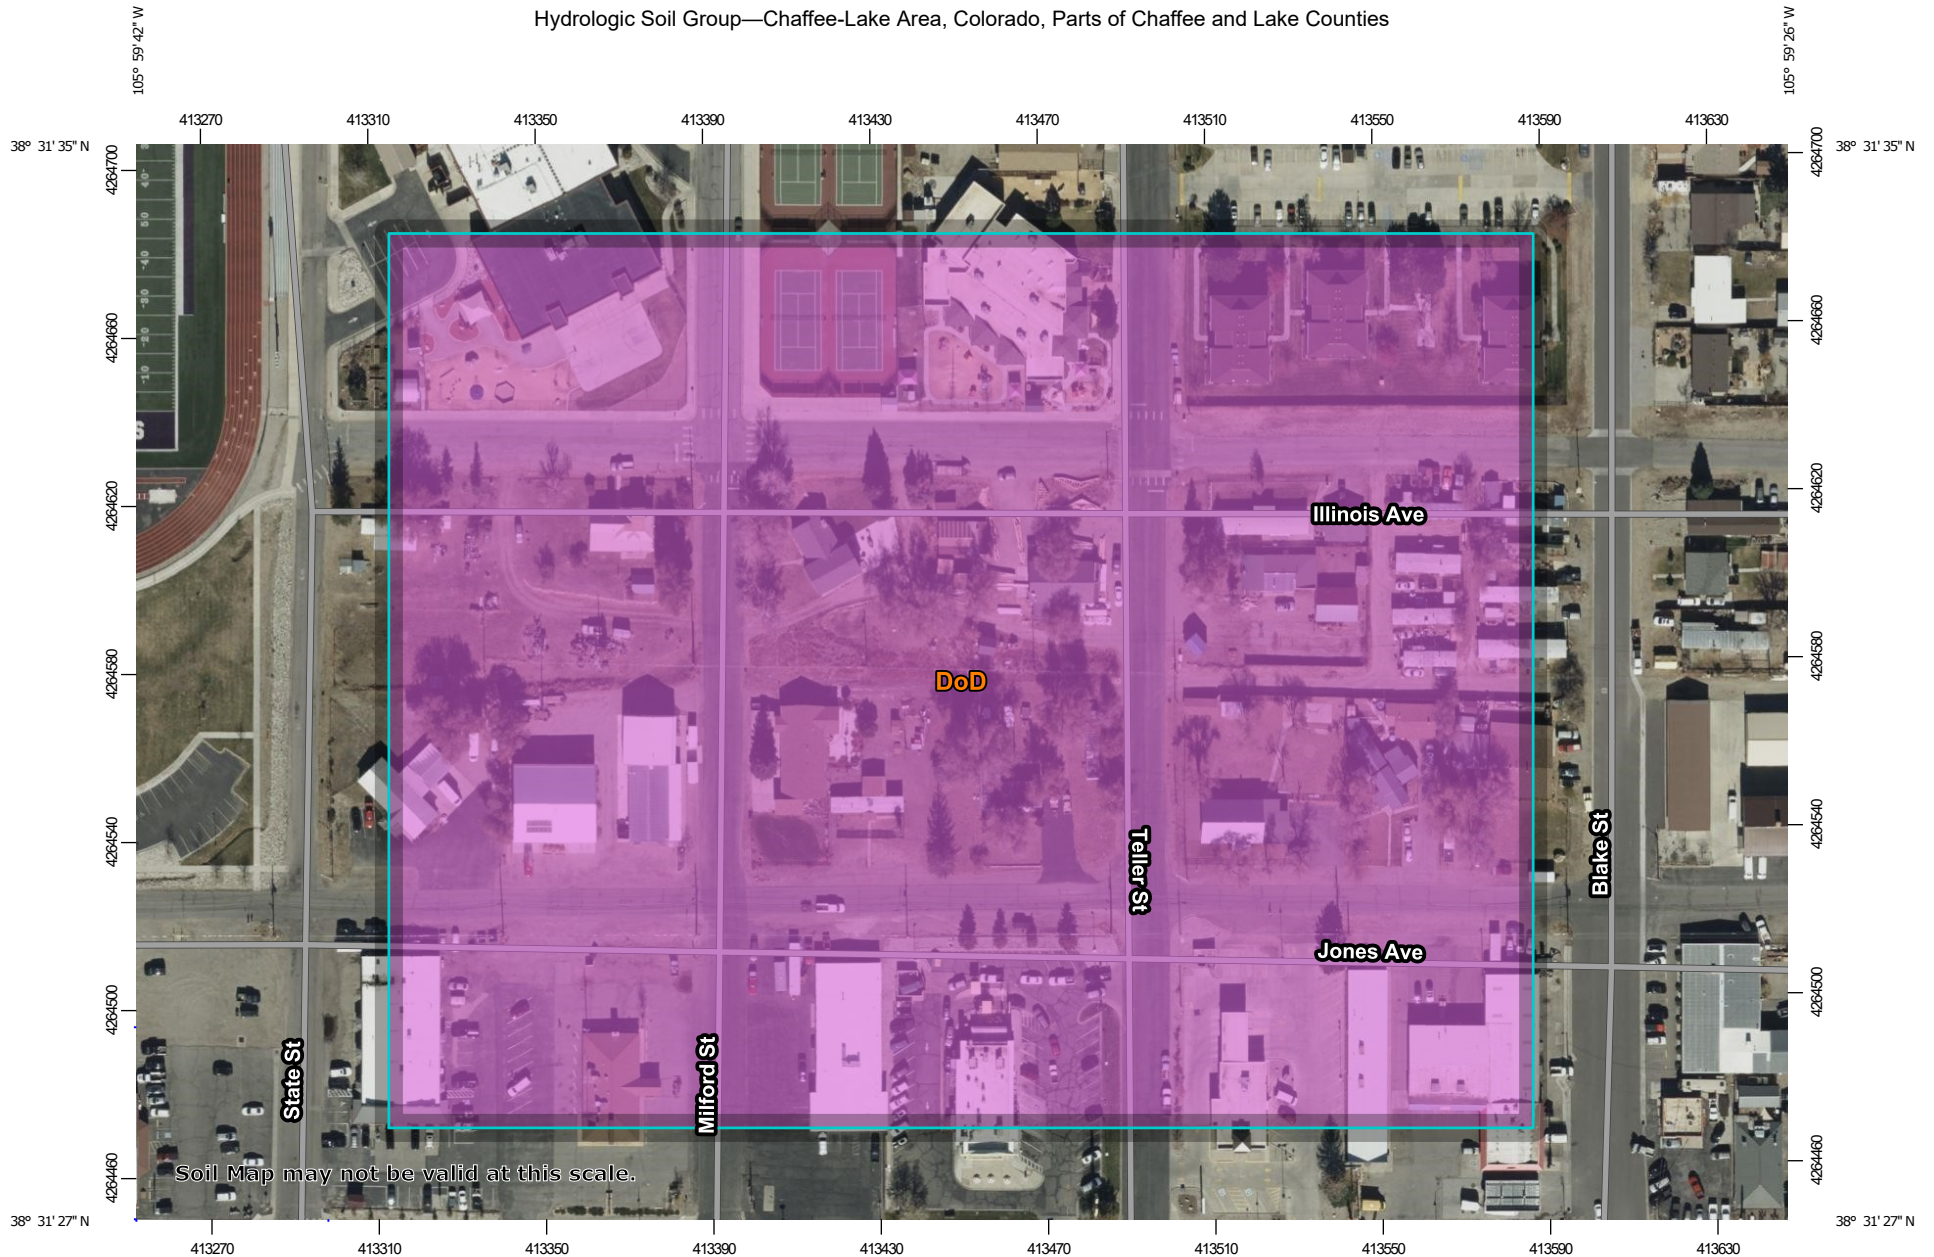 Hydrologic Soil Group—Chaffee-Lake Area, Colorado, Parts of Chaffee and Lake Counties
105° 59' 42'' W
105° 59' 26'' W
413270 413310 413350 413390 413430 413470 413510 413550 413590 413630
38° 31' 35'' N
38° 31' 35'' N
4264700
4264700
4264660
4264660
4264620
4264620
Illinois Ave
4264580
4264580
DoD
4264540
4264540
Teller St
Blake St
Jones Ave
4264500
4264500
State St
Milford St
Soil Map may not be valid at this scale.
4264460
4264460
38° 31' 27'' N
38° 31' 27'' N
413270 413310 413350 413390 413430 413470 413510 413550 413590 413630